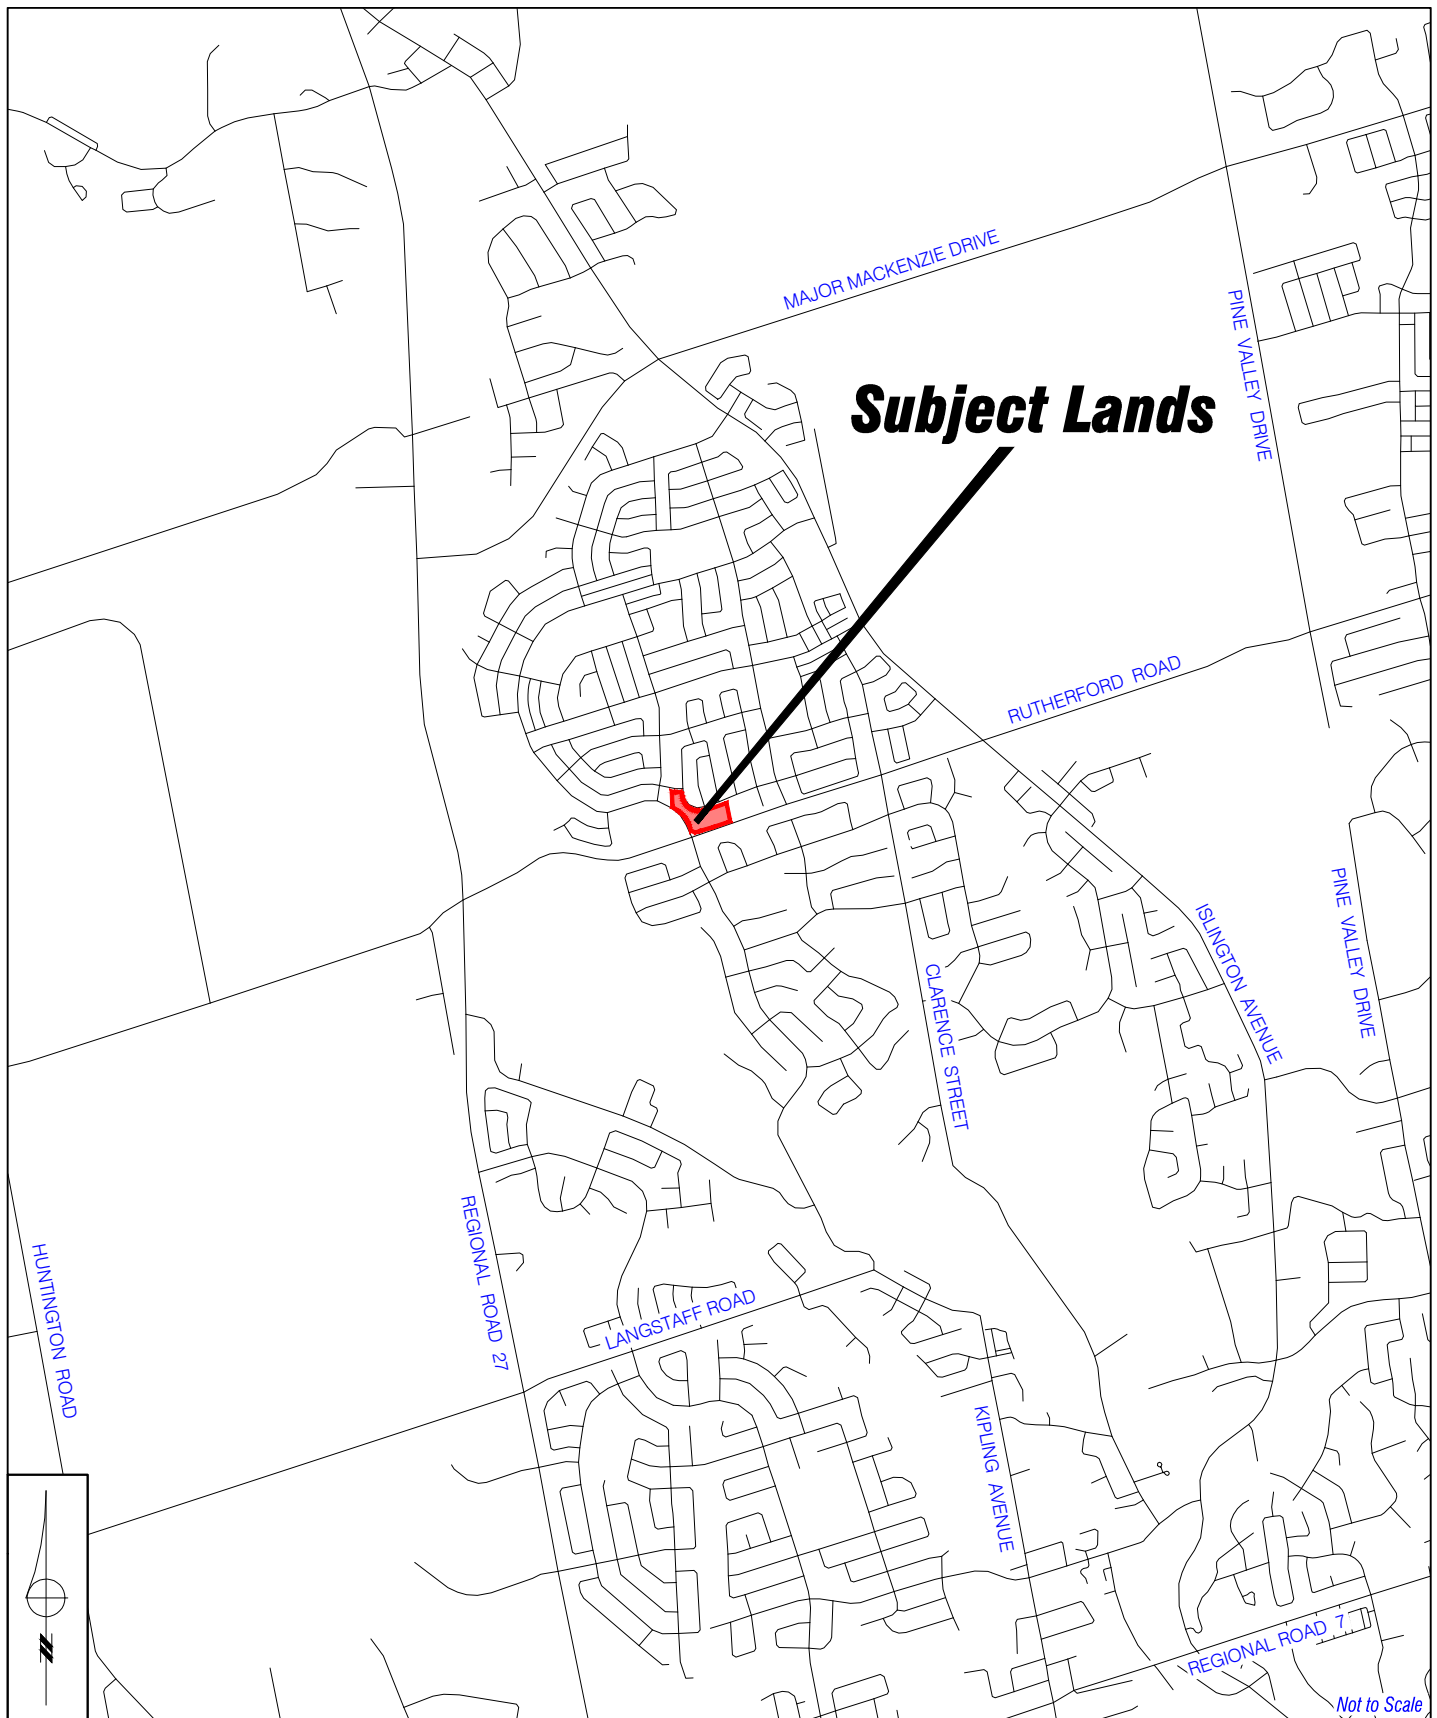 MAJOR MACKENZIE DRIVE
PINE VALLEY DRIVE
Subject Lands
RUTHERFORD ROAD
PINE VALLEY DRIVE
ISLINGTON AVENUE
CLARENCE STREET
REGIONAL ROAD 27
HUNTINGTON ROAD
LANGSTAFF ROAD
KIPLING AVENUE
REGIONAL ROAD 7
N
Not to Scale